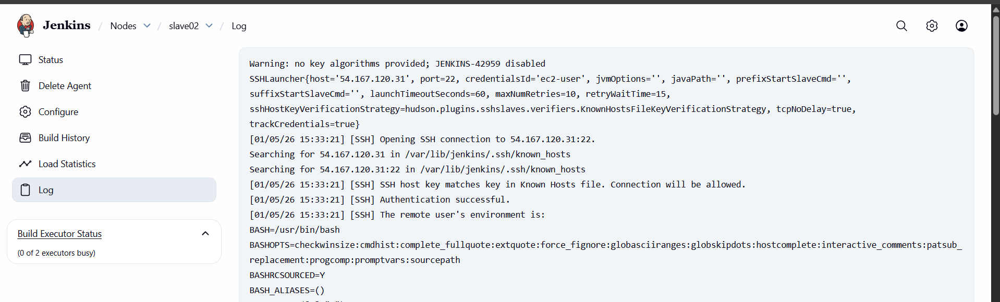 Jenkins / Nodes / slave02 / Log
Status
Delete Agent
Configure
Build History
Load Statistics
Log
Build Executor Status
(0 of 2 executors busy)
Warning: no key algorithms provided; JENKINS-42959 disabled
SSHLauncher{host='54.167.120.31', port=22, credentialsId='ec2-user', jvmOptions='', javaPath='', prefixStartSlaveCmd='',
suffixStartSlaveCmd='', launchTimeoutSeconds=60, maxNumRetries=10, retryWaitTime=15,
sshHostKeyVerificationStrategy=hudson.plugins.sshslaves.verifiers.KnownHostsFileKeyVerificationStrategy, tcpNoDelay=true,
trackCredentials=true}
[01/05/26 15:33:21] [SSH] Opening SSH connection to 54.167.120.31:22.
Searching for 54.167.120.31 in /var/lib/jenkins/.ssh/known_hosts
Searching for 54.167.120.31:22 in /var/lib/jenkins/.ssh/known_hosts
[01/05/26 15:33:21] [SSH] SSH host key matches key in Known Hosts file. Connection will be allowed.
[01/05/26 15:33:21] [SSH] Authentication successful.
[01/05/26 15:33:21] [SSH] The remote user's environment is:
BASH=/usr/bin/bash
BASHOPTS=checkwinsize:cmdhist:complete_fullquote:extquote:force_fignore:globasciiranges:globskipdots:hostcomplete:interactive_comments:patsub_
replacement:progcomp:promptvars:sourcepath
BASHRCSOURCED=Y
BASH_ALIASES=()